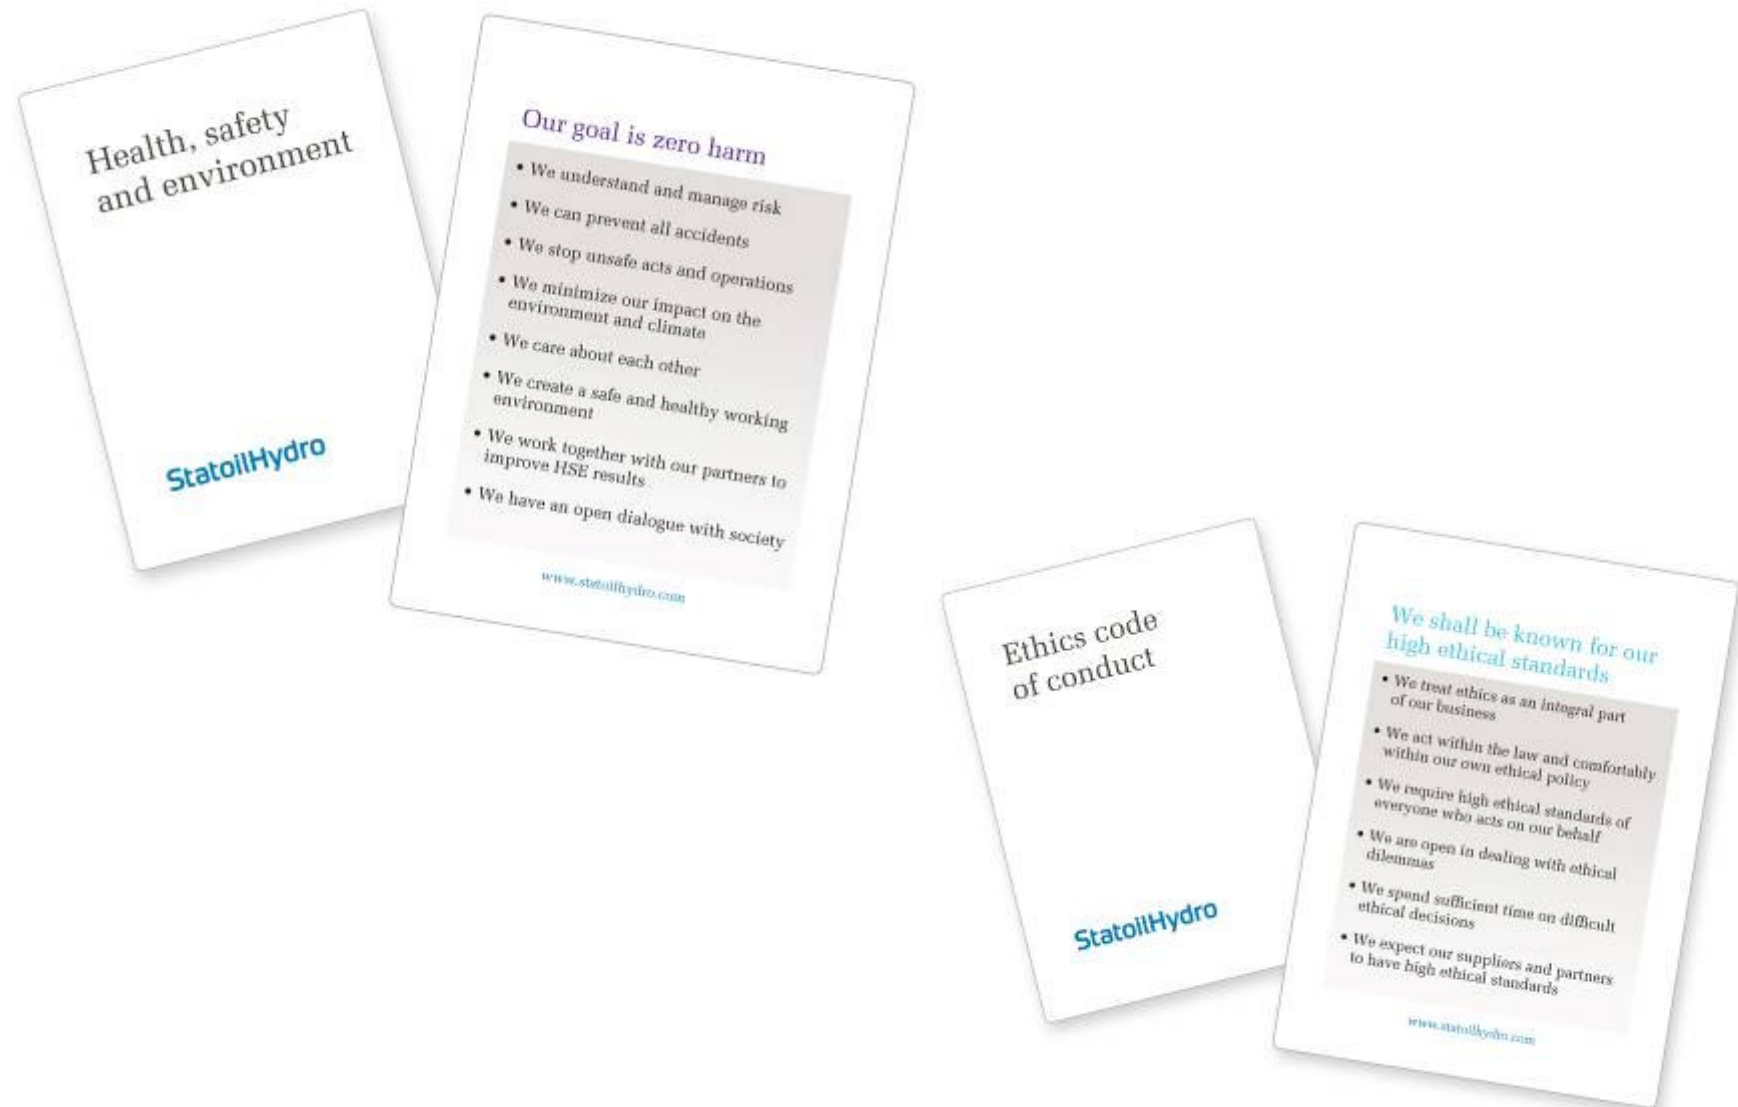 Health, safety
and environment
StatoilHydro
Our goal is zero harm
• We understand and manage risk
• We can prevent all accidents
• We stop unsafe acts and operations
• We minimize our impact on the
environment and climate
• We care about each other
• We create a safe and healthy working
environment
• We work together with our partners to
improve HSE results
• We have an open dialogue with society
www.statoilhydro.com
Ethics code
of conduct
StatoilHydro
We shall be known for our
high ethical standards
• We treat ethics as an integral part
of our business
• We act within the law and comfortably
within our own ethical policy
• We require high ethical standards of
everyone who acts on our behalf
• We are open in dealing with ethical
dilemmas
• We spend sufficient time on difficult
ethical decisions
• We expect our suppliers and partners
to have high ethical standards
www.statoilhydro.com